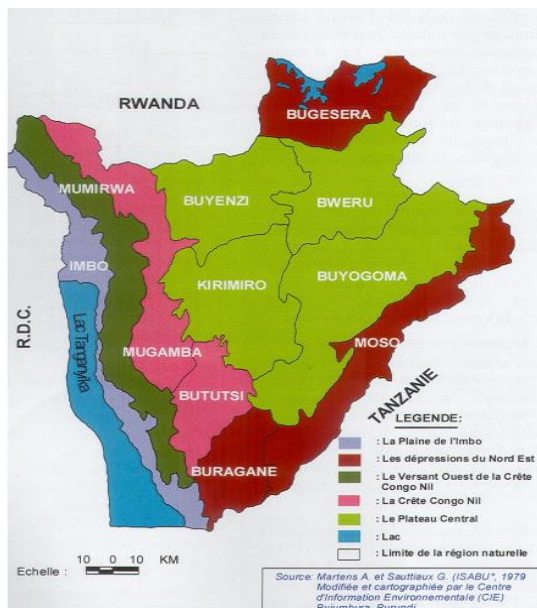 RWANDA
BUGESERA
MUMIRWA
BUYENZI
BWERU
IMBO
KIRIMIRO
BUYOGOMA
R.D.C.
Lac Tanganyika
MUGAMBA
MOSO
BUTUTSI
TANZANIE
BURAGANE
LEGENDE:
: La Plaine de l'Imbo
: Les dépressions du Nord Est
: Le Versant Ouest de la Crête
Congo Nil
: La Crête Congo Nil
: Le Plateau Central
: Lac
: Limite de la région naturelle
10 0 10 KM
Echelle :
Source: Martens A. et Sauttiaux G. (ISABU", 1979
Modifiée et cartographiée par le Centre
d'Information Environnementale (CIE)
Bujumbura, Burundi